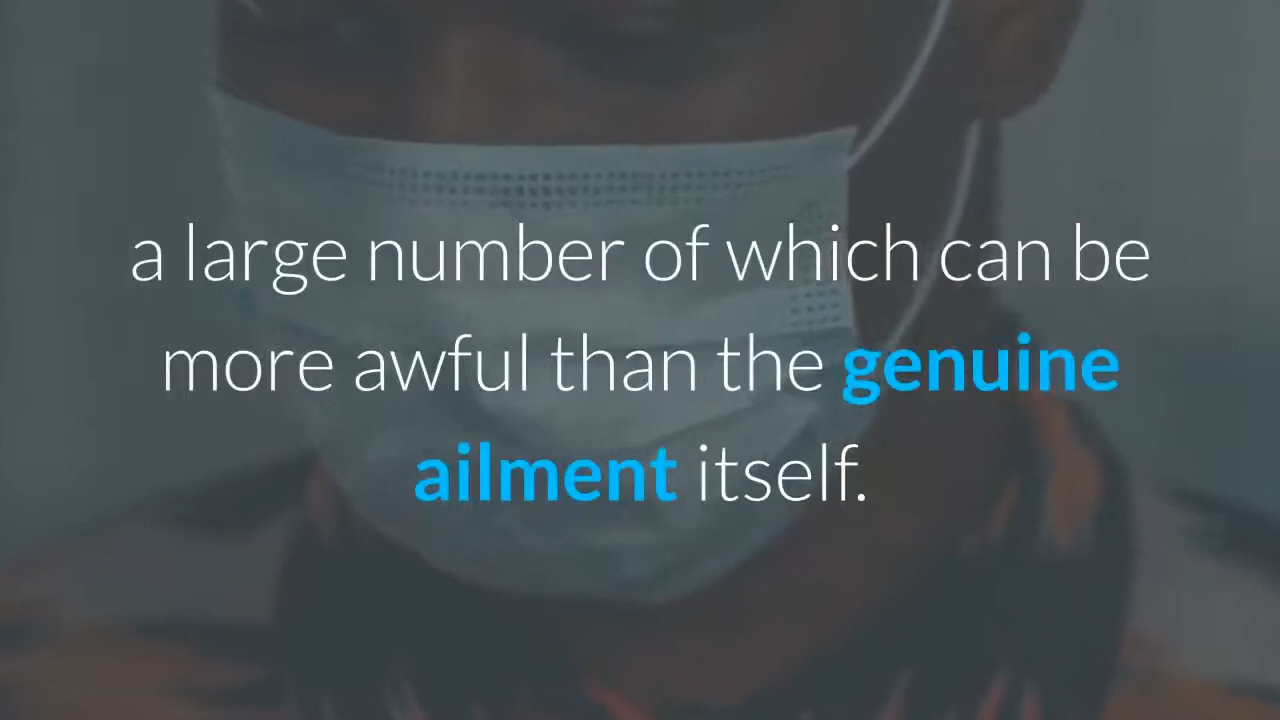 a large number of which can be
more awful than the genuine
ailment itself.